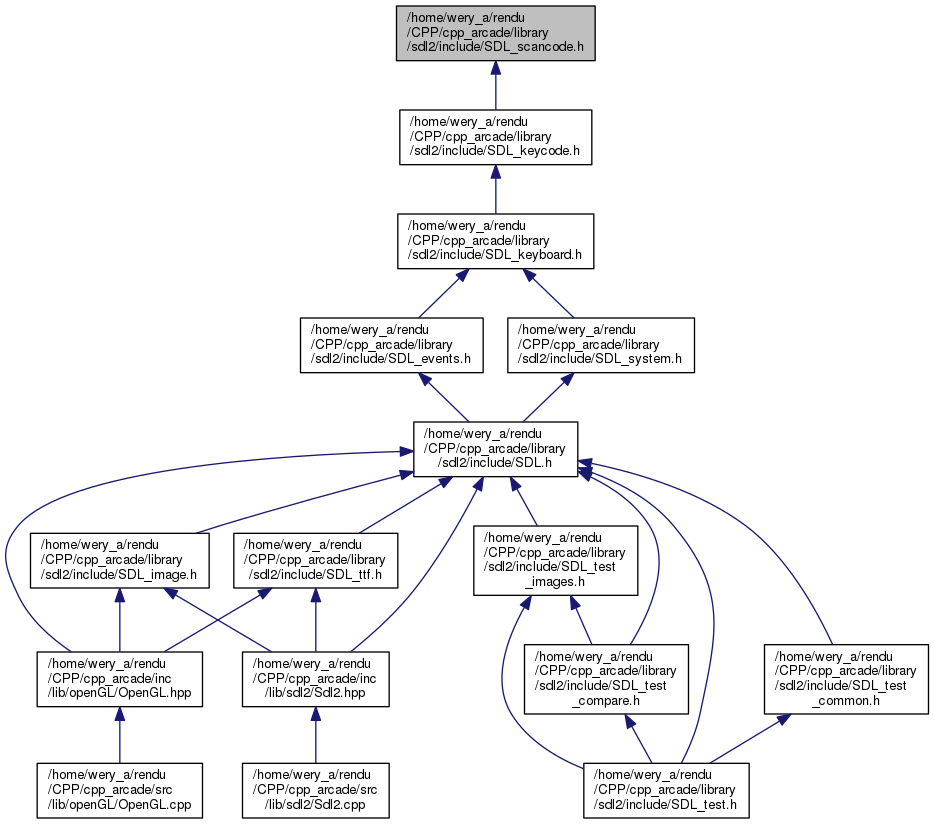 /home/wery_a/rendu
/CPP/cpp_arcade/library
/sdl2/include/SDL_scancode.h
/home/wery_a/rendu
/CPP/cpp_arcade/library
/sdl2/include/SDL_keycode.h
/home/wery_a/rendu
/CPP/cpp_arcade/library
/sdl2/include/SDL_keyboard.h
/home/wery_a/rendu
/CPP/cpp_arcade/library
/sdl2/include/SDL_events.h
/home/wery_a/rendu
/CPP/cpp_arcade/library
/sdl2/include/SDL_system.h
/home/wery_a/rendu
/CPP/cpp_arcade/library
/sdl2/include/SDL.h
/home/wery_a/rendu
/CPP/cpp_arcade/library
/sdl2/include/SDL_image.h
/home/wery_a/rendu
/CPP/cpp_arcade/library
/sdl2/include/SDL_ttf.h
/home/wery_a/rendu
/CPP/cpp_arcade/library
/sdl2/include/SDL_test
_images.h
/home/wery_a/rendu
/CPP/cpp_arcade/inc
/lib/openGL/OpenGL.hpp
/home/wery_a/rendu
/CPP/cpp_arcade/inc
/lib/sdl2/Sdl2.hpp
/home/wery_a/rendu
/CPP/cpp_arcade/library
/sdl2/include/SDL_test
_compare.h
/home/wery_a/rendu
/CPP/cpp_arcade/library
/sdl2/include/SDL_test
_common.h
/home/wery_a/rendu
/CPP/cpp_arcade/src
/lib/openGL/OpenGL.cpp
/home/wery_a/rendu
/CPP/cpp_arcade/src
/lib/sdl2/Sdl2.cpp
/home/wery_a/rendu
/CPP/cpp_arcade/library
/sdl2/include/SDL_test.h